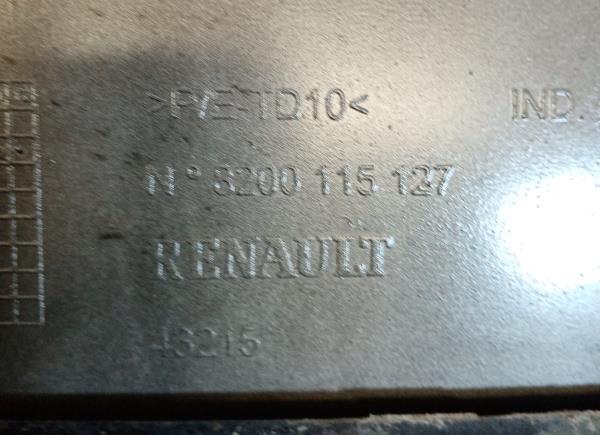 >P/E-TD10< IND.
N° 8200 115 127
RENAULT
43215